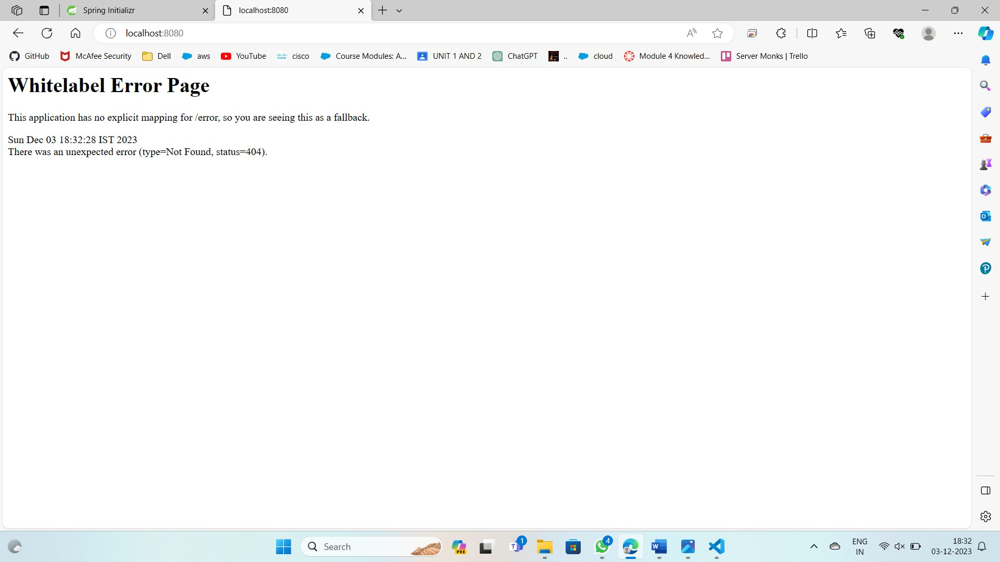 Spring Initializr
localhost:8080
localhost:8080
GitHub McAfee Security Dell aws YouTube cisco Course Modules: A... UNIT 1 AND 2 ChatGPT .. cloud Module 4 Knowled... Server Monks | Trello
Whitelabel Error Page
This application has no explicit mapping for /error, so you are seeing this as a fallback.
Sun Dec 03 18:32:28 IST 2023
There was an unexpected error (type=Not Found, status=404).
Search
PRE
1
4
ENG
IN
18:32
03-12-2023